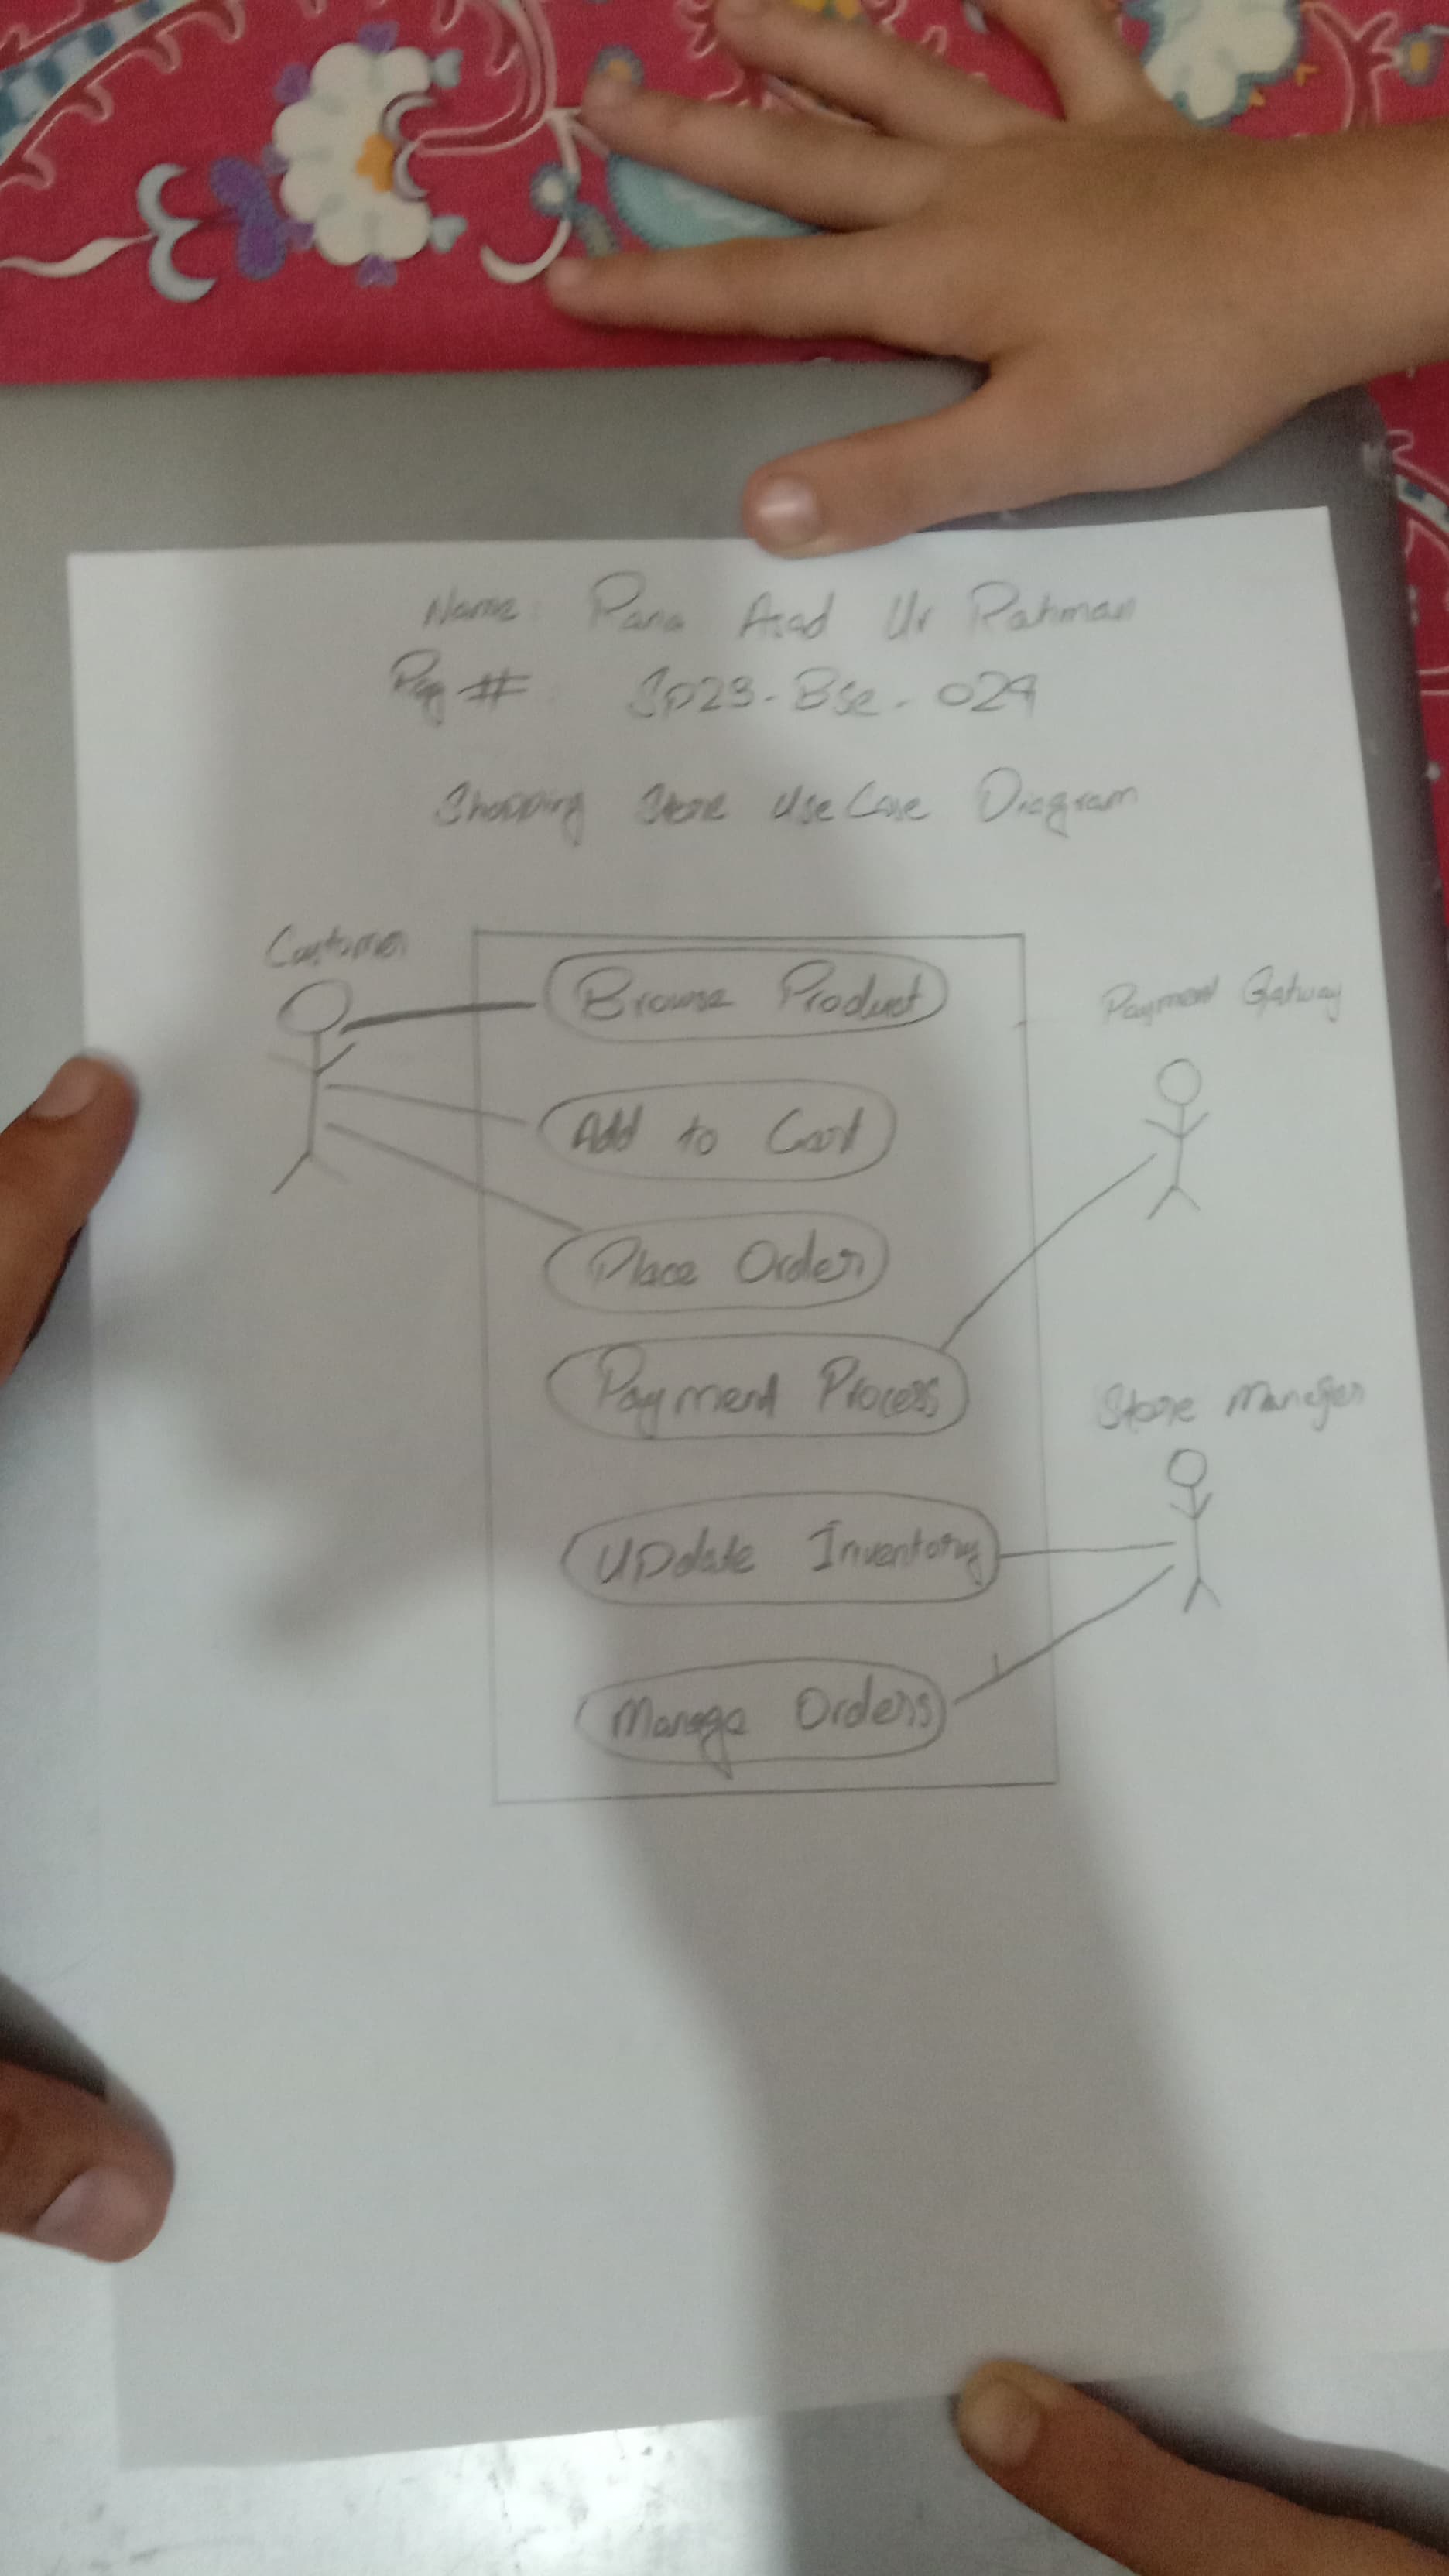 Name: Rana Asad Ur Rahman
Reg #: Sp23-Bse-029
Shopping Store Use Case Diagram
Customer
Browse Product
Payment Gatway
Add to Cart
Place Order
Payment Process
Store Manager
UPdate Inventory
Manage Orders